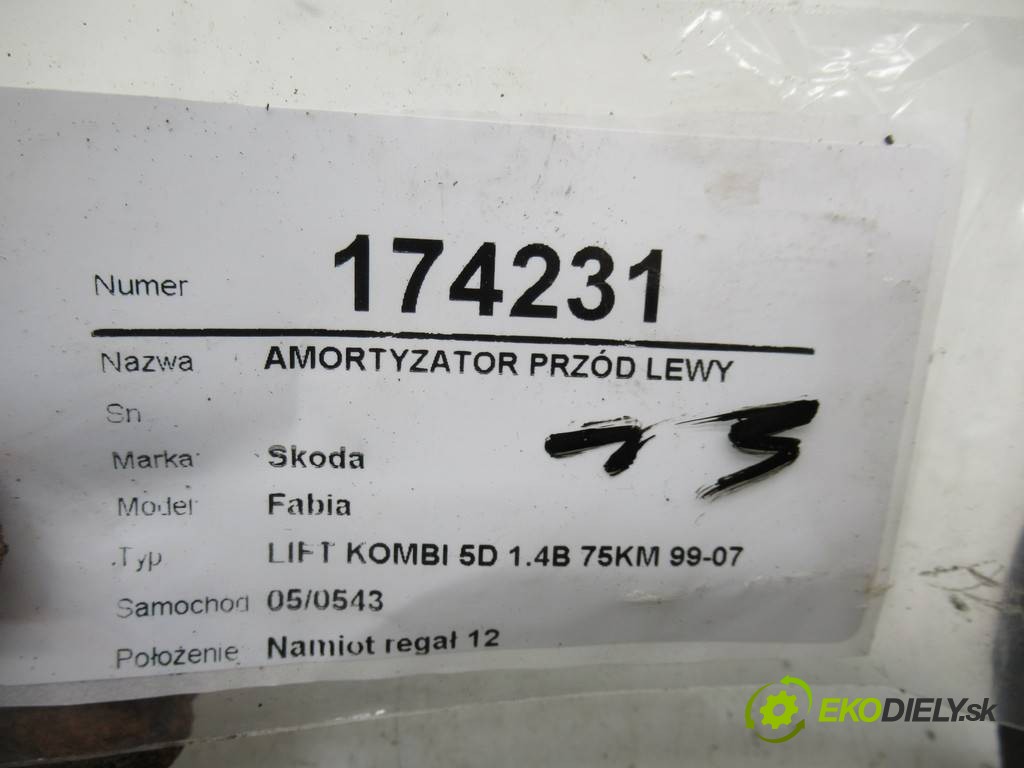 Numer 174231
Nazwa AMORTYZATOR PRZÓD LEWY
Sn
Marka Skoda
Model Fabia
Typ LIFT KOMBI 5D 1.4B 75KM 99-07
Samochod 05/0543
Położenie Namiot regał 12
EKODIELY.sk